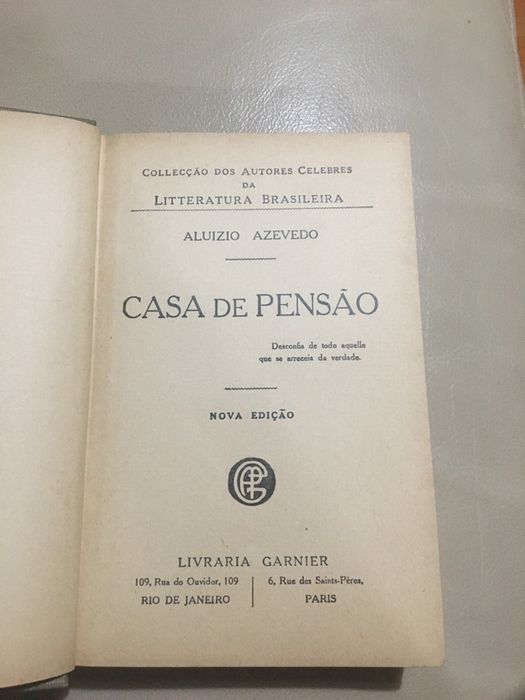 COLLECÇÃO DOS AUTORES CELEBRES
DA
LITTERATURA BRASILEIRA
ALUIZIO AZEVEDO
CASA DE PENSÃO
Desconfia de todo aquelle
que se arreceia da verdade.
NOVA EDIÇÃO
LIVRARIA GARNIER
109, Rua do Ouvidor, 109
RIO DE JANEIRO
6, Rue des Saints-Pères,
PARIS